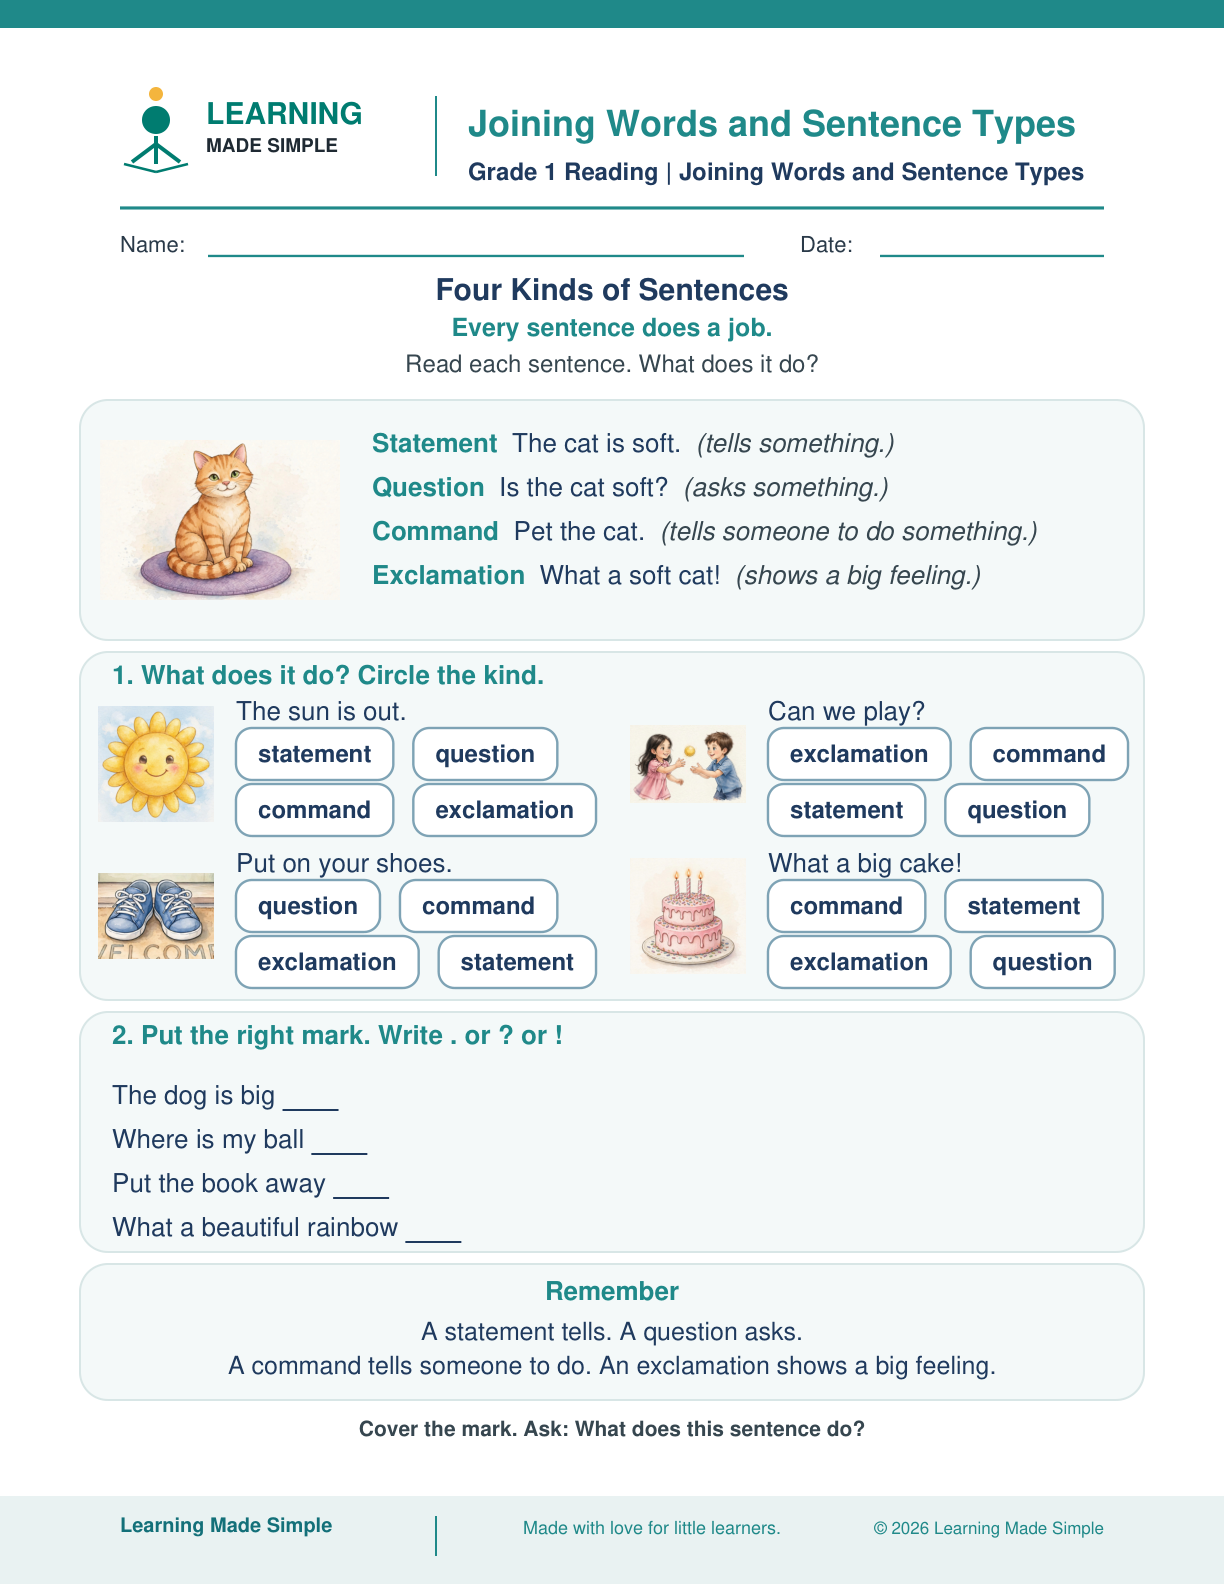 LEARNING
MADE SIMPLE
Joining Words and Sentence Types
Grade 1 Reading | Joining Words and Sentence Types
Name: ____ Date: ____
Four Kinds of Sentences
Every sentence does a job.
Read each sentence. What does it do?
Statement The cat is soft. (tells something.)
Question Is the cat soft? (asks something.)
Command Pet the cat. (tells someone to do something.)
Exclamation What a soft cat! (shows a big feeling.)
1. What does it do? Circle the kind.
The sun is out.
statement question
command exclamation
Can we play?
exclamation command
statement question
Put on your shoes.
question command
exclamation statement
WELCOME
What a big cake!
command statement
exclamation question
2. Put the right mark. Write . or ? or !
The dog is big ____
Where is my ball ____
Put the book away ____
What a beautiful rainbow ____
Remember
A statement tells. A question asks.
A command tells someone to do. An exclamation shows a big feeling.
Cover the mark. Ask: What does this sentence do?
Learning Made Simple
Made with love for little learners.
© 2026 Learning Made Simple